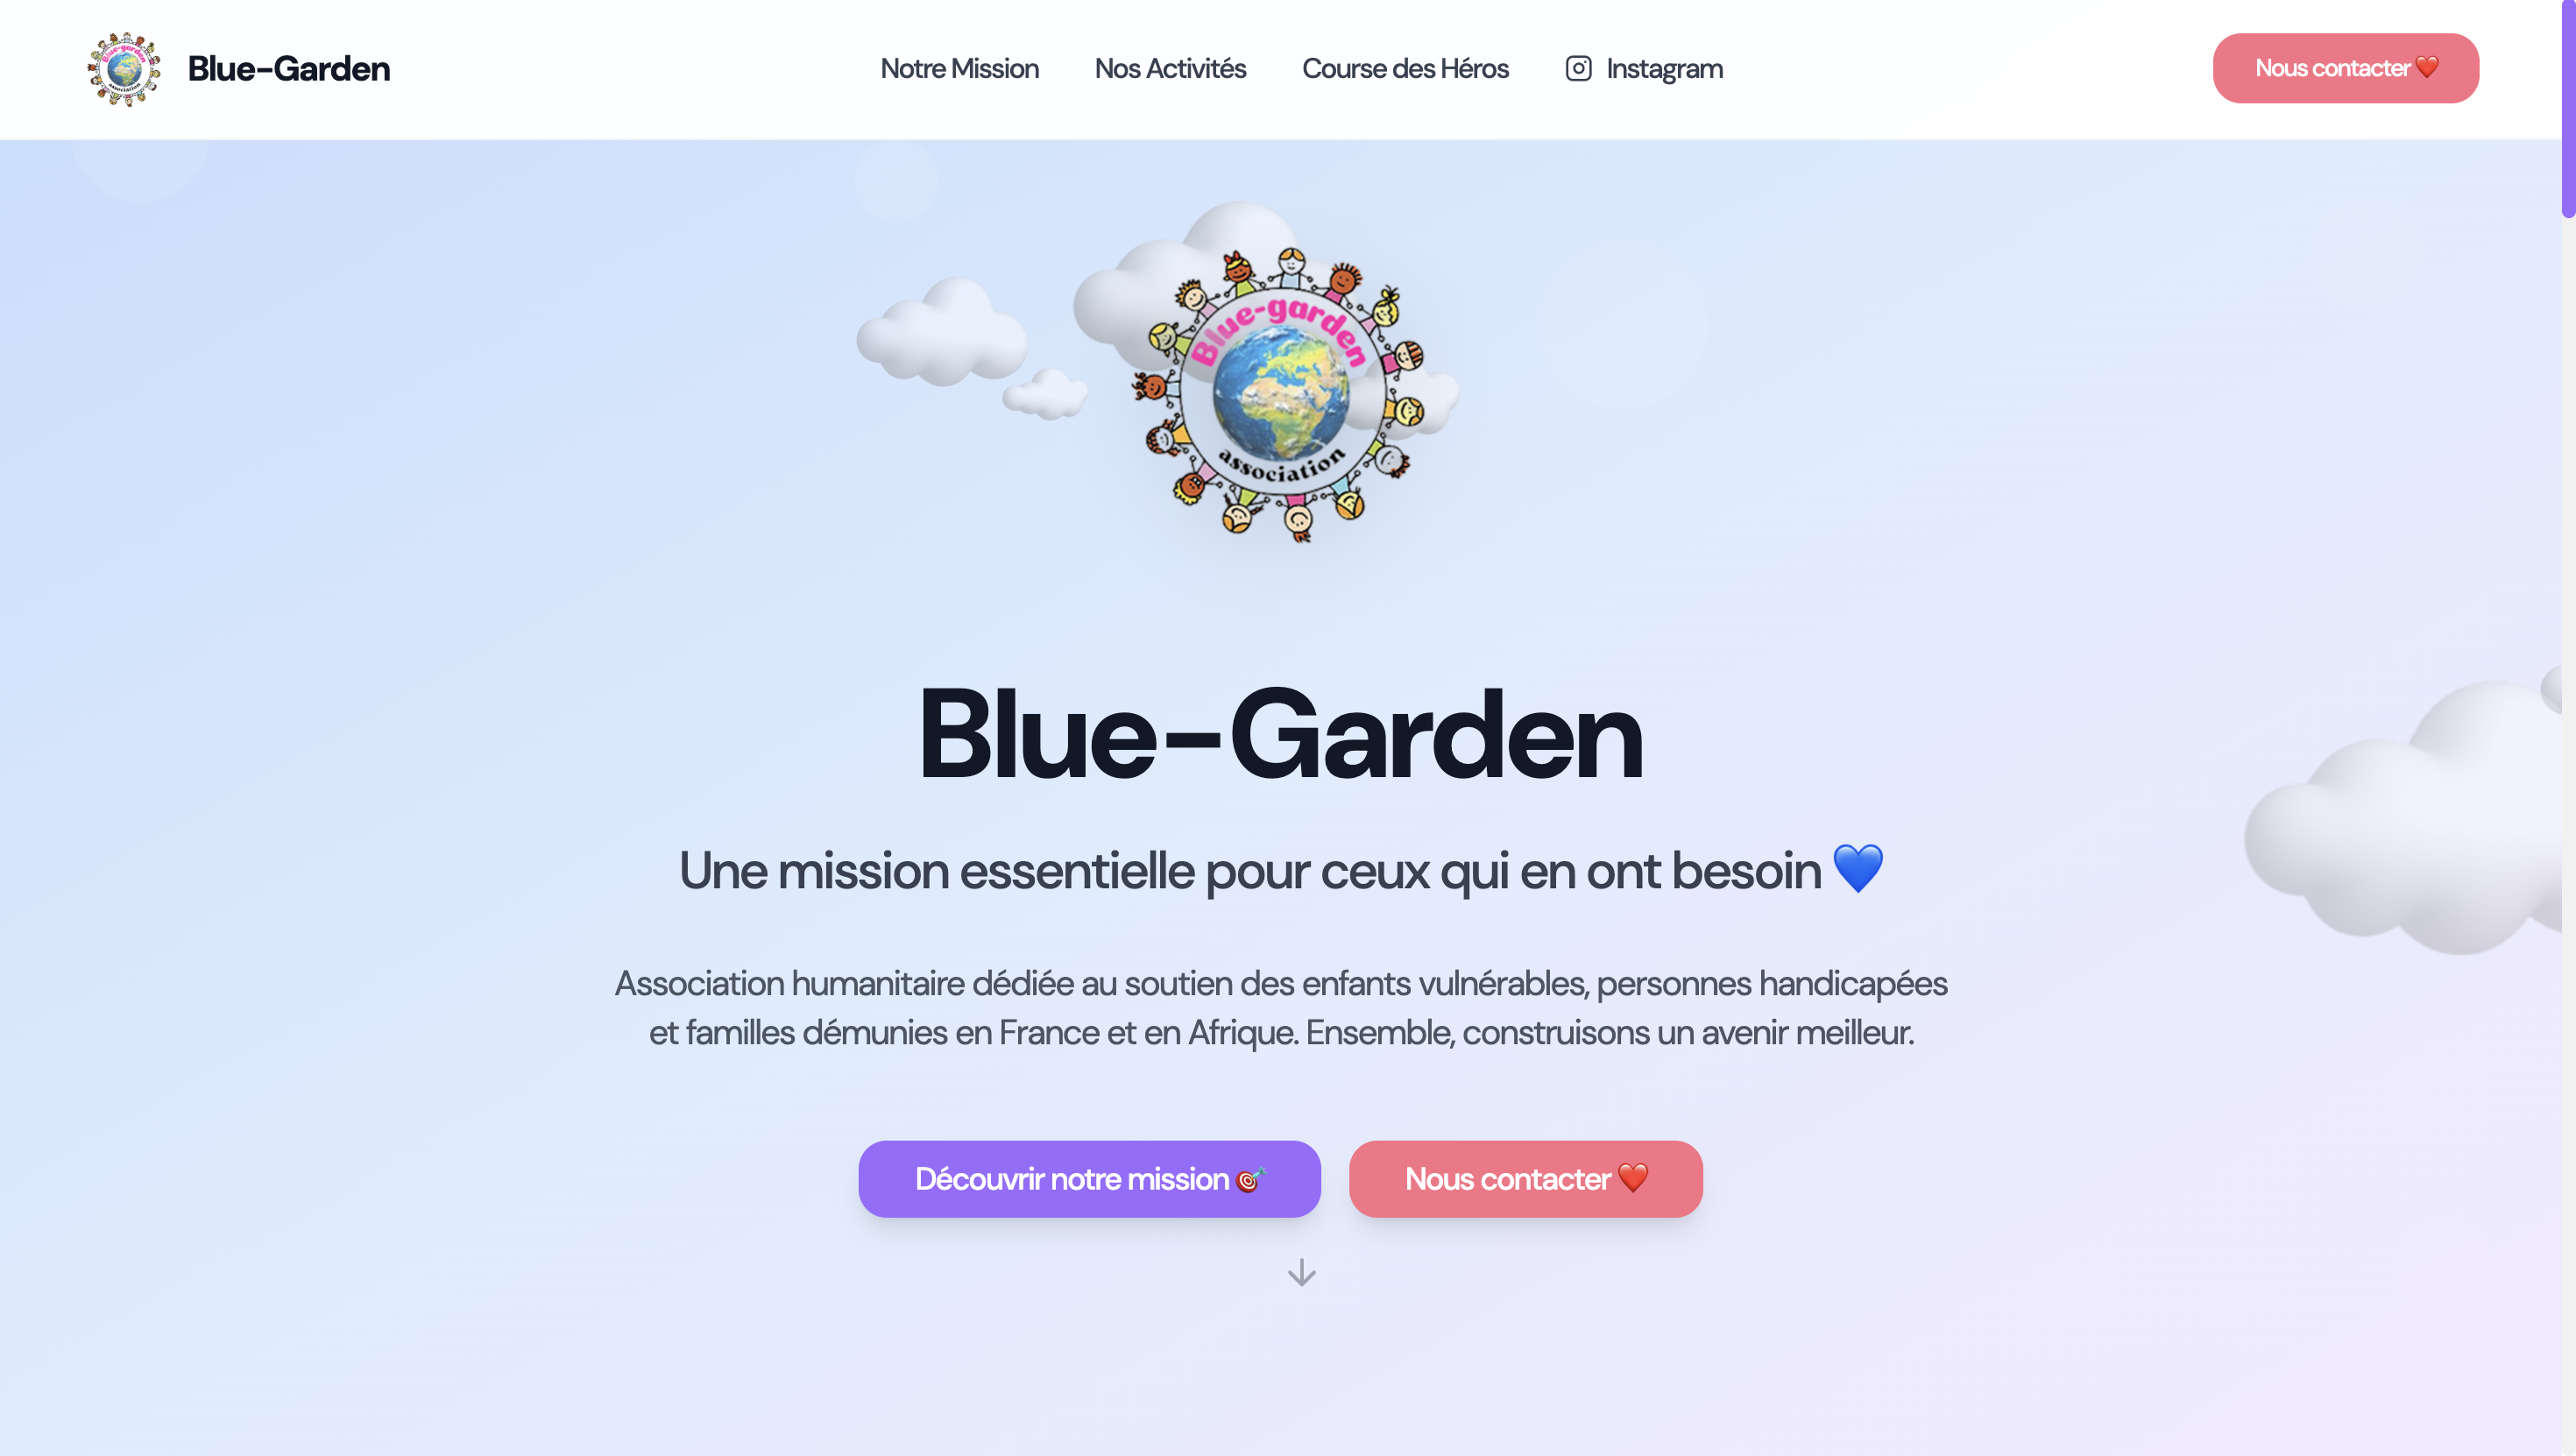 Blue-Garden
Notre Mission
Nos Activités
Course des Héros
Instagram
Nous contacter ❤️
Blue-garden
association
Blue-Garden
Une mission essentielle pour ceux qui en ont besoin 💙
Association humanitaire dédiée au soutien des enfants vulnérables, personnes handicapées
et familles démunies en France et en Afrique. Ensemble, construisons un avenir meilleur.
Découvrir notre mission 🎯
Nous contacter ❤️